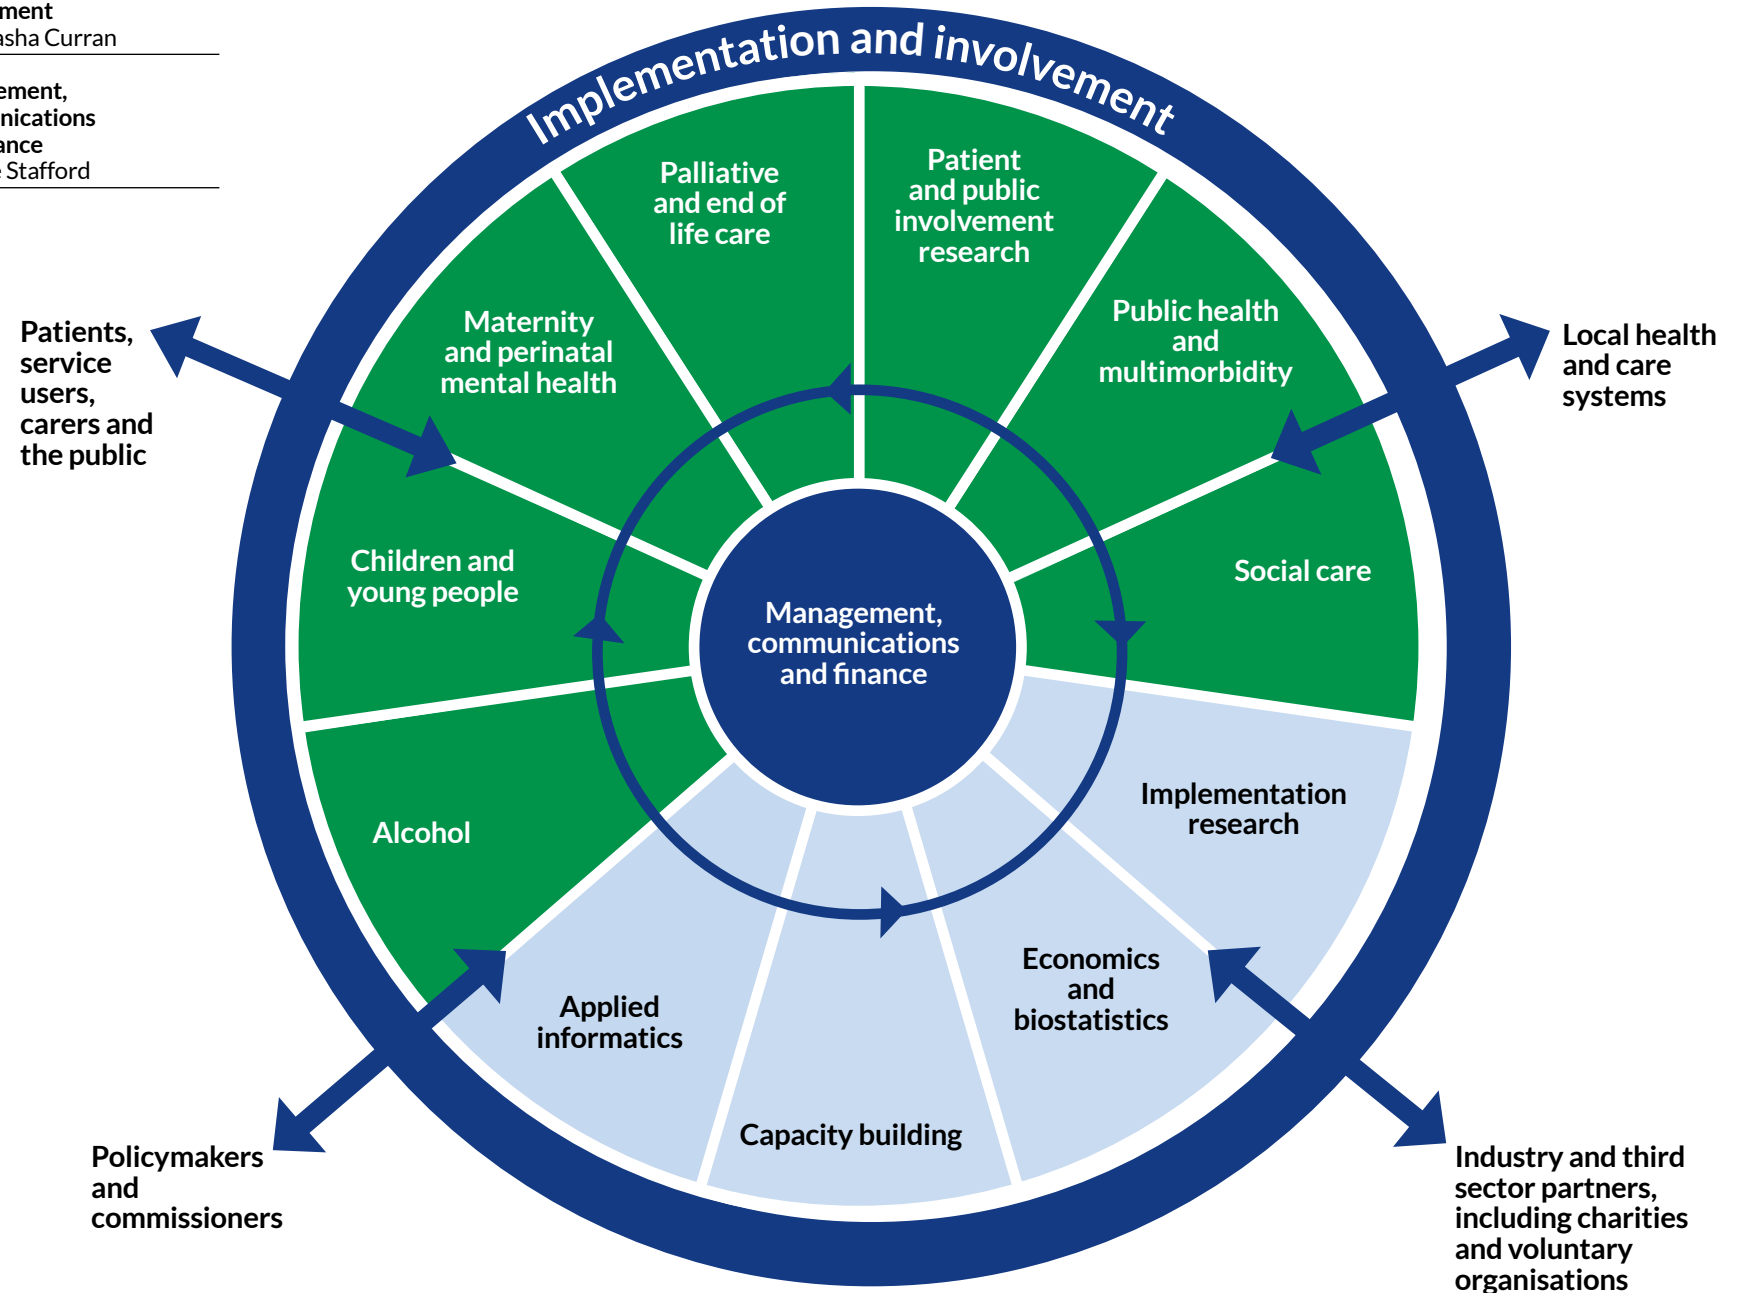 ment
asha Curran
ement,
nications
ance
e Stafford
Implementation and involvement
Palliative
and end of
life care
Patient
and public
involvement
research
Maternity
and perinatal
mental health
Public health
and
multimorbidity
Patients,
service
users,
carers and
the public
Local health
and care
systems
Children and
young people
Social care
Management,
communications
and finance
Alcohol
Implementation
research
Applied
informatics
Economics
and
biostatistics
Capacity building
Policymakers
and
commissioners
Industry and third
sector partners,
including charities
and voluntary
organisations